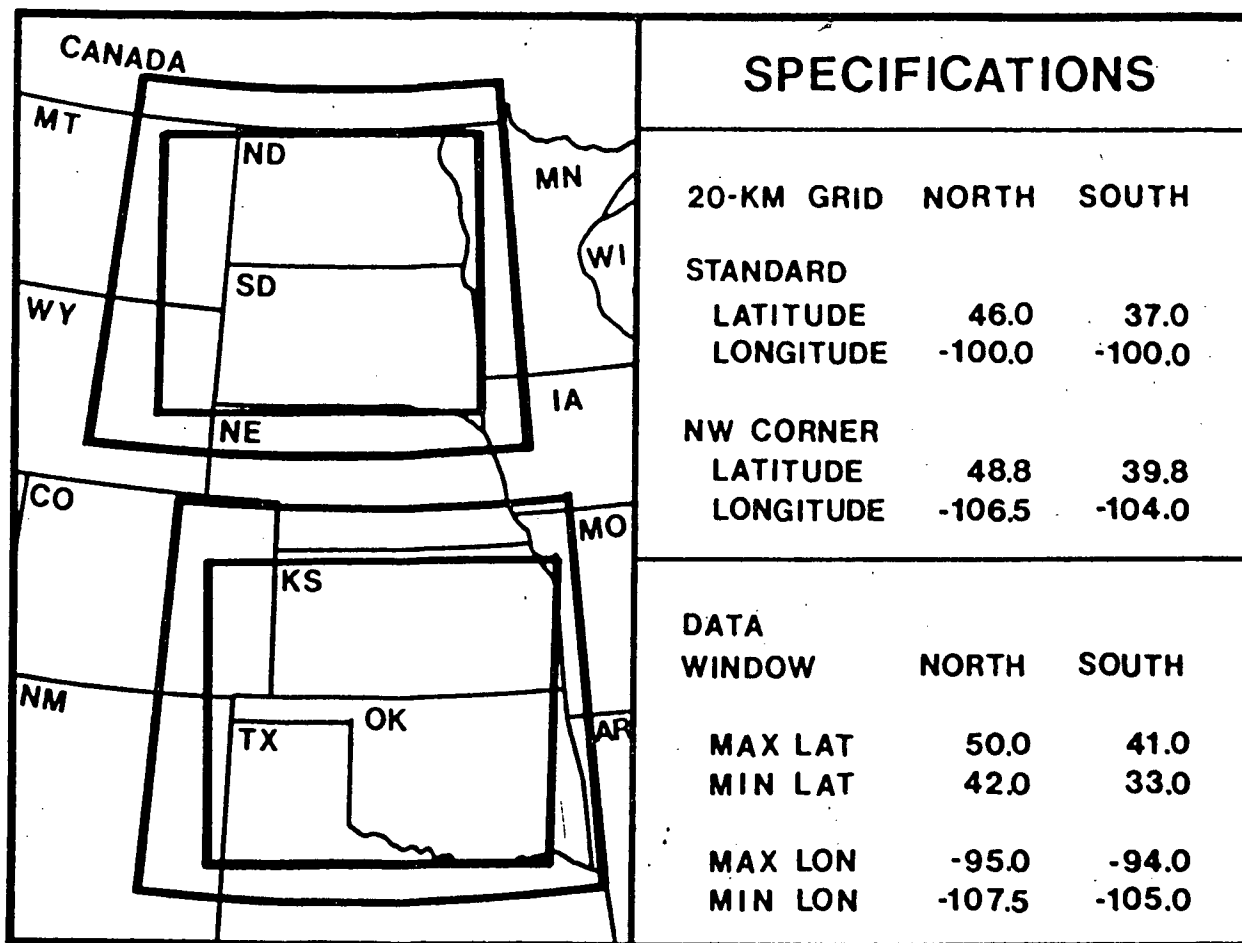 CANADA
MT
ND
MN
WI
SD
WY
IA
NE
CO
MO
KS
NM
OK
TX
AR
SPECIFICATIONS
20-KM GRID NORTH SOUTH
STANDARD
LATITUDE 46.0 37.0
LONGITUDE -100.0 -100.0
NW CORNER
LATITUDE 48.8 39.8
LONGITUDE -106.5 -104.0
DATA
WINDOW NORTH SOUTH
MAX LAT 50.0 41.0
MIN LAT 42.0 33.0
MAX LON -95.0 -94.0
MIN LON -107.5 -105.0